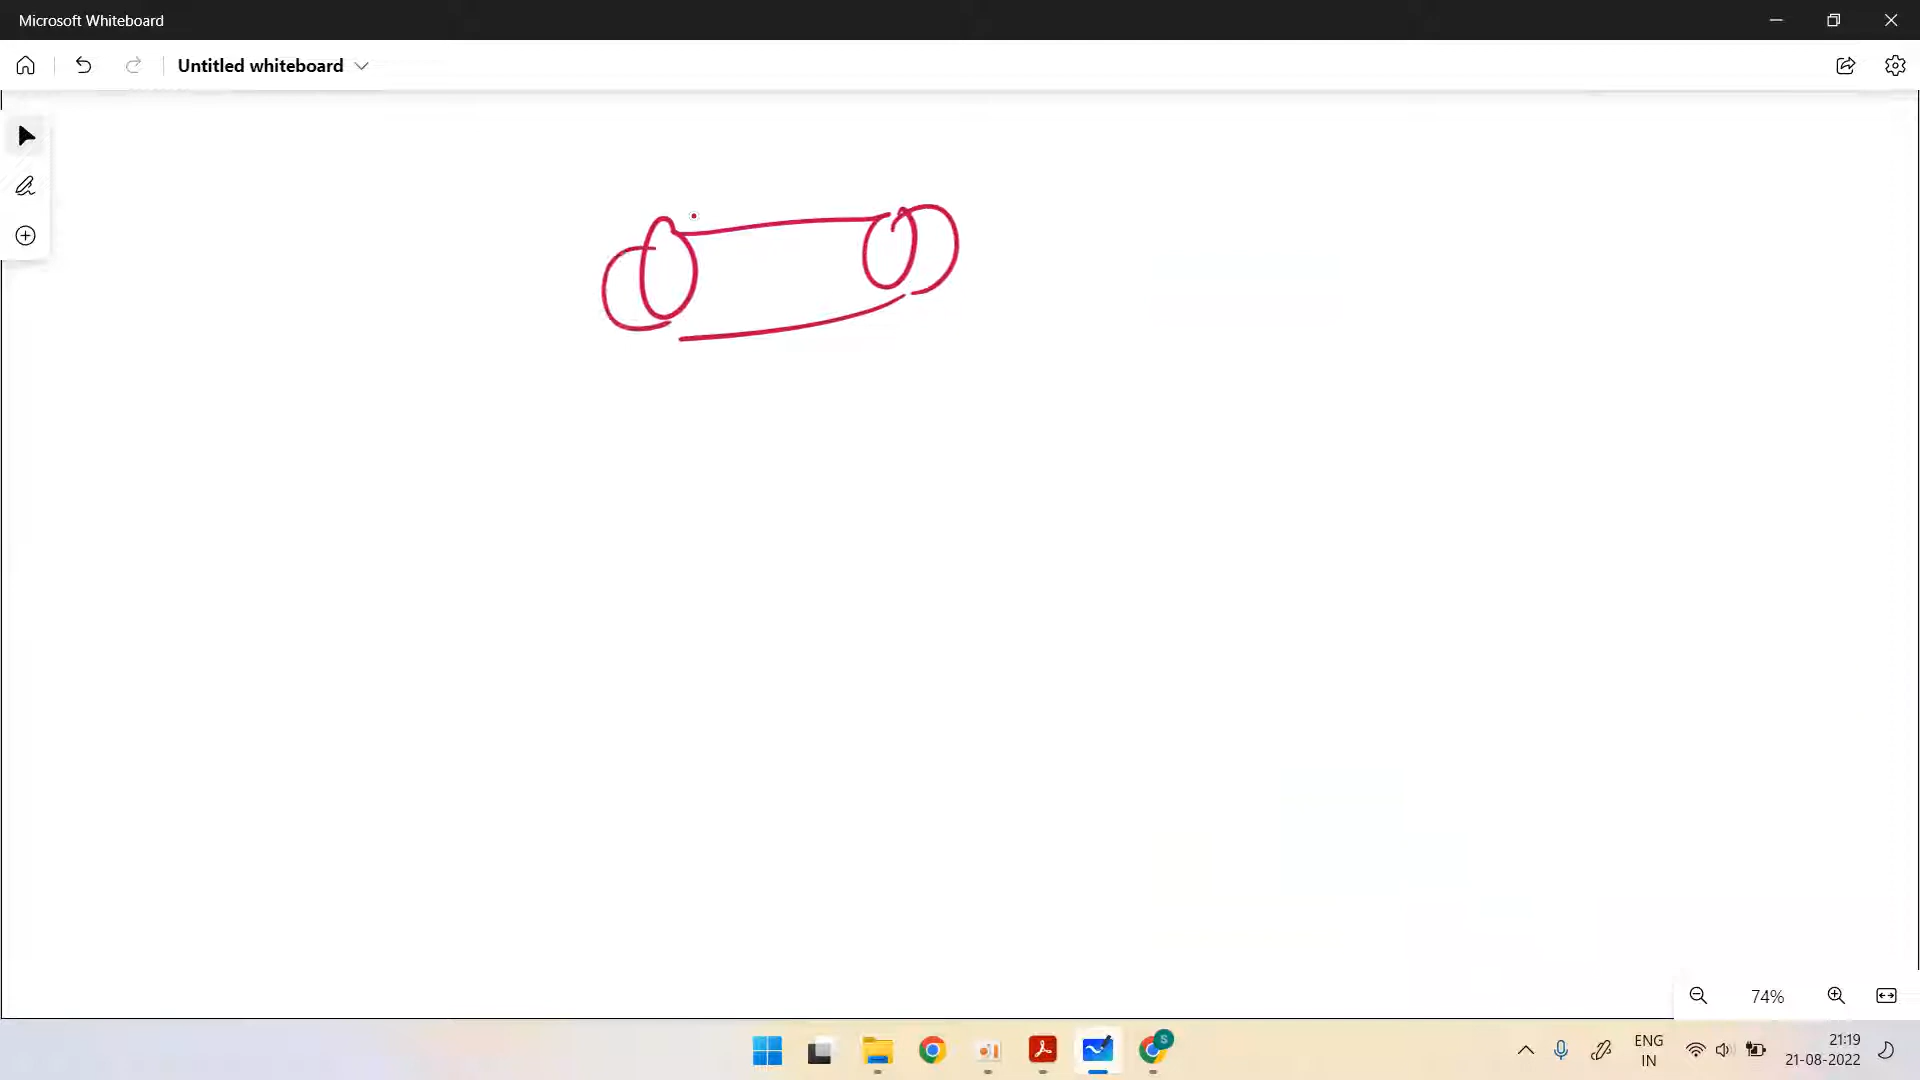 Microsoft Whiteboard
Untitled whiteboard
74%
ENG
IN
21:19
21-08-2022
S